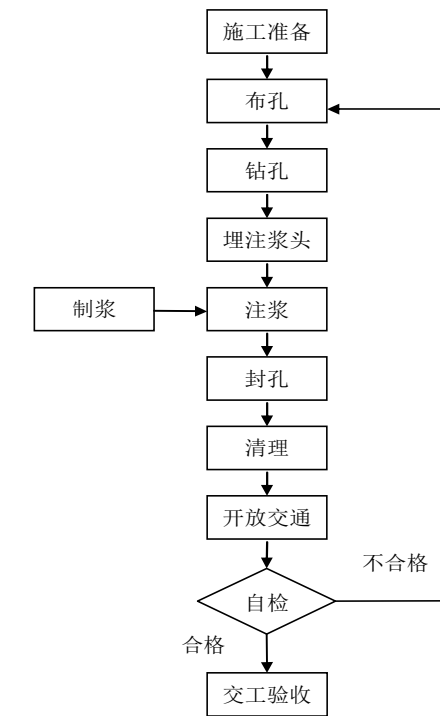 施工准备
布孔
钻孔
埋注浆头
制浆
注浆
封孔
清理
开放交通
不合格
自检
合格
交工验收